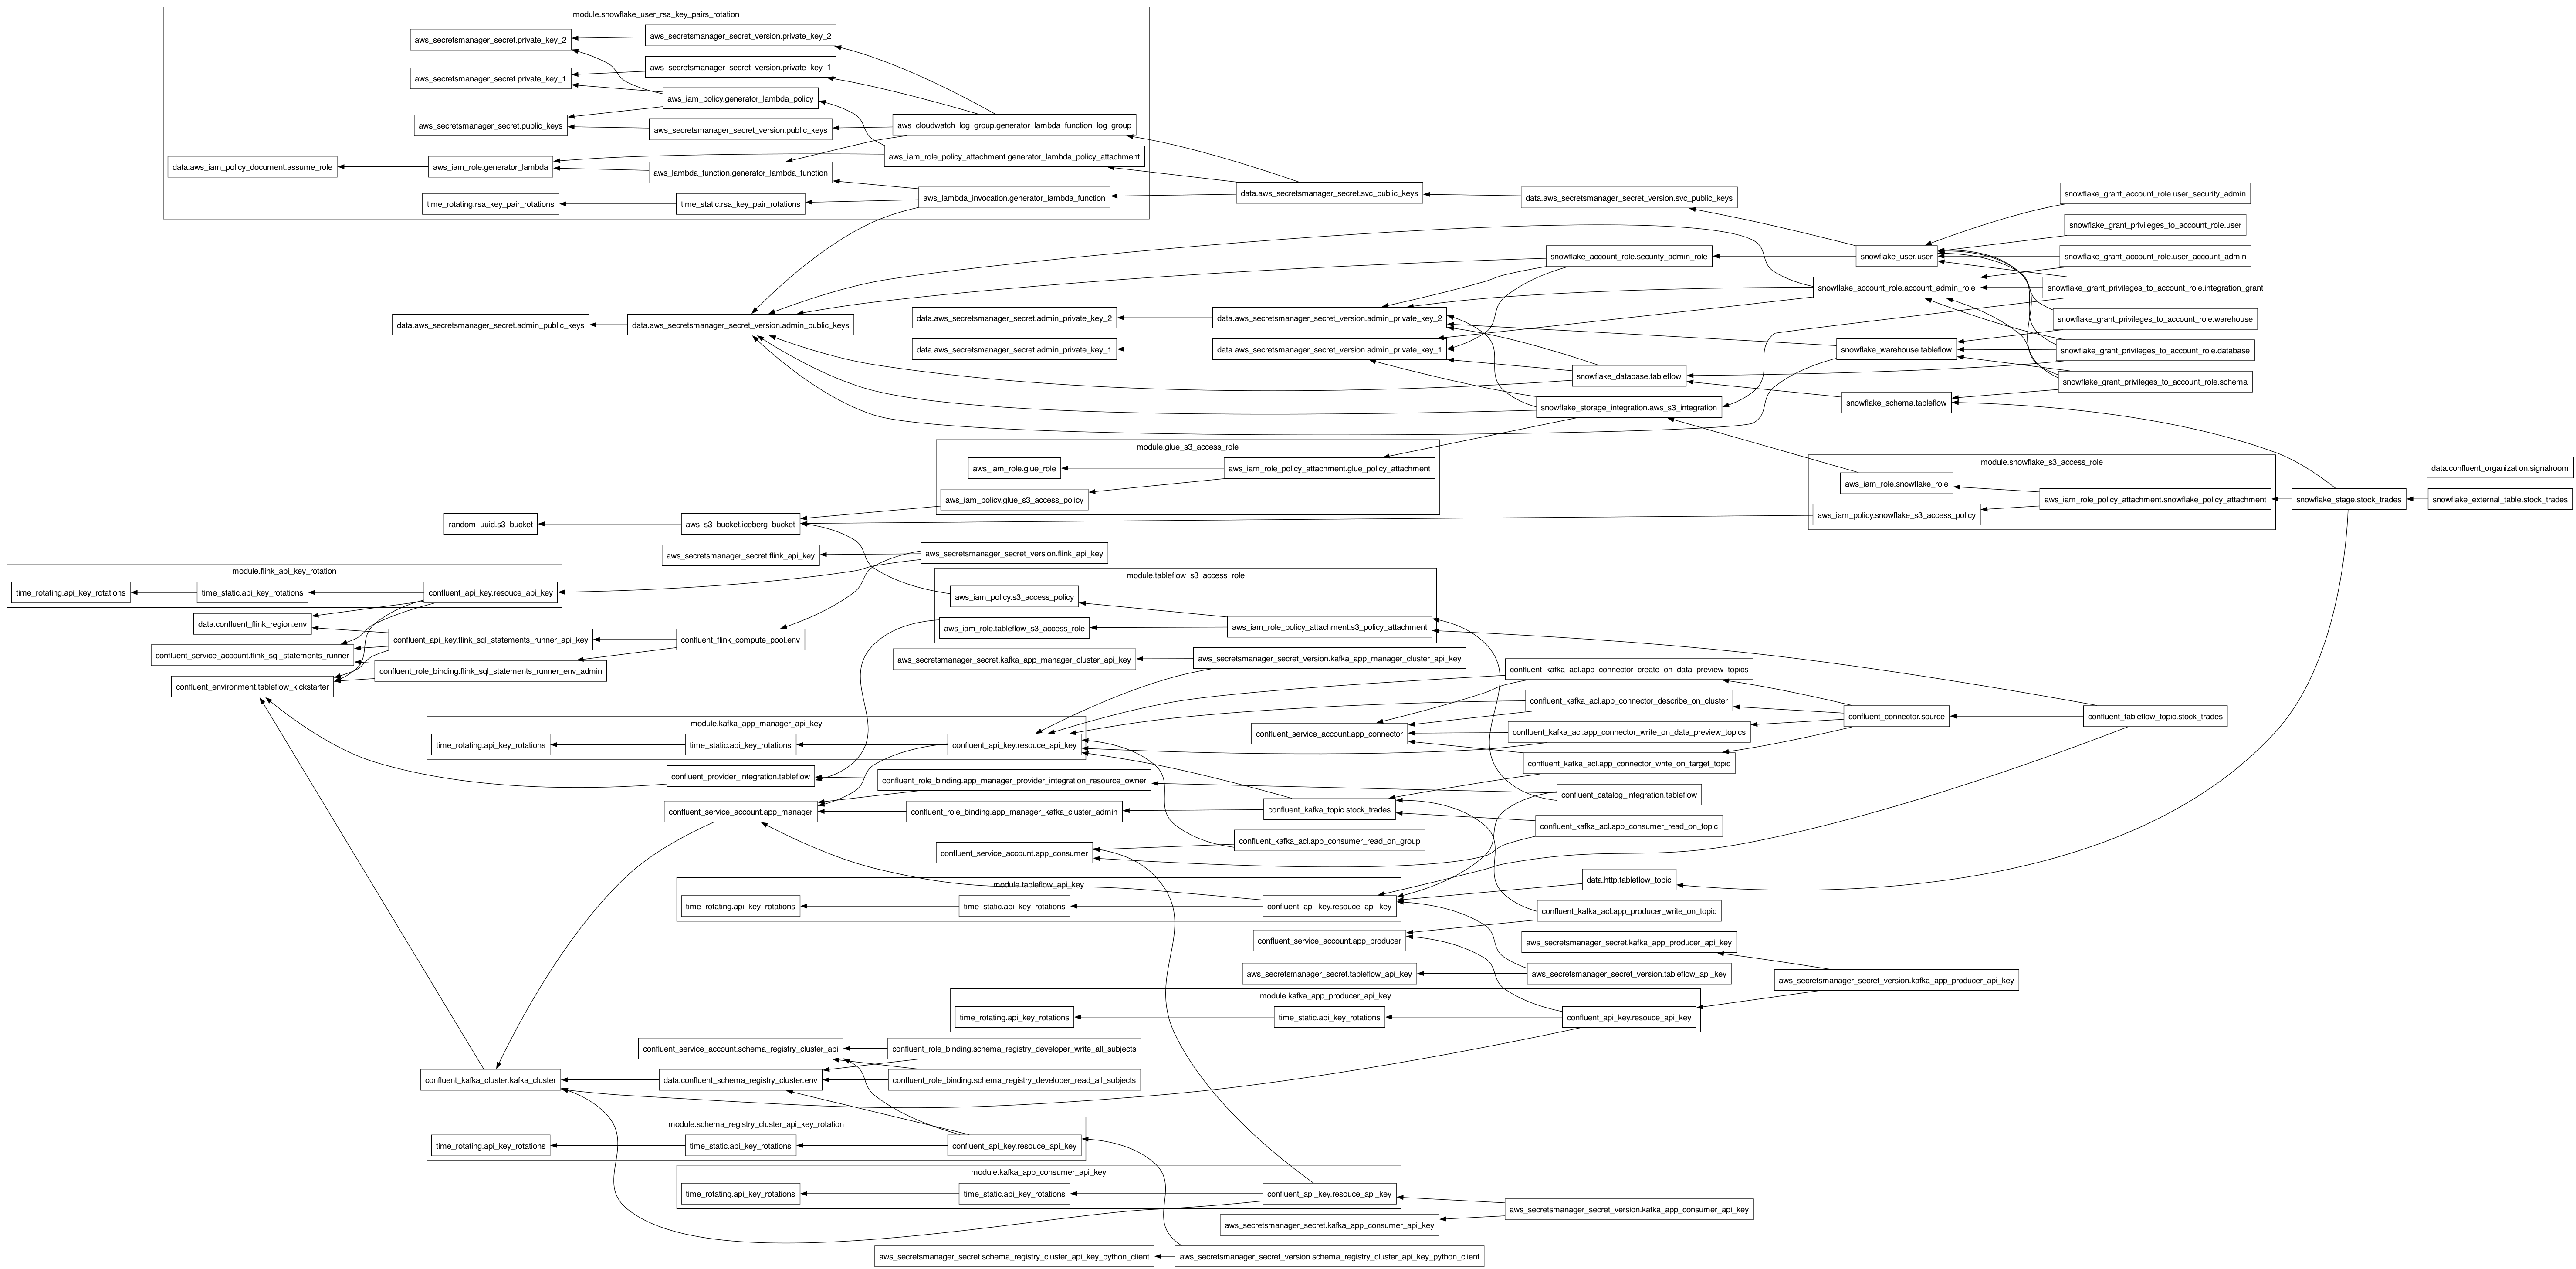 module.snowflake_user_rsa_key_pairs_rotation
aws_secretsmanager_secret.private_key_2
aws_secretsmanager_secret_version.private_key_2
aws_secretsmanager_secret.private_key_1
aws_secretsmanager_secret_version.private_key_1
aws_iam_policy.generator_lambda_policy
aws_secretsmanager_secret.public_keys
aws_secretsmanager_secret_version.public_keys
aws_cloudwatch_log_group.generator_lambda_function_log_group
data.aws_iam_policy_document.assume_role
aws_iam_role.generator_lambda
aws_iam_role_policy_attachment.generator_lambda_policy_attachment
aws_lambda_function.generator_lambda_function
time_rotating.rsa_key_pair_rotations
time_static.rsa_key_pair_rotations
aws_lambda_invocation.generator_lambda_function
data.aws_secretsmanager_secret.svc_public_keys
data.aws_secretsmanager_secret_version.svc_public_keys
snowflake_grant_account_role.user_security_admin
snowflake_grant_privileges_to_account_role.user
snowflake_account_role.security_admin_role
snowflake_user.user
snowflake_grant_account_role.user_account_admin
snowflake_account_role.account_admin_role
snowflake_grant_privileges_to_account_role.integration_grant
data.aws_secretsmanager_secret.admin_public_keys
data.aws_secretsmanager_secret_version.admin_public_keys
data.aws_secretsmanager_secret.admin_private_key_2
data.aws_secretsmanager_secret_version.admin_private_key_2
snowflake_grant_privileges_to_account_role.warehouse
data.aws_secretsmanager_secret.admin_private_key_1
data.aws_secretsmanager_secret_version.admin_private_key_1
snowflake_warehouse.tableflow
snowflake_grant_privileges_to_account_role.database
snowflake_database.tableflow
snowflake_grant_privileges_to_account_role.schema
snowflake_storage_integration.aws_s3_integration
snowflake_schema.tableflow
module.glue_s3_access_role
aws_iam_role.glue_role
aws_iam_role_policy_attachment.glue_policy_attachment
aws_iam_policy.glue_s3_access_policy
module.snowflake_s3_access_role
aws_iam_role.snowflake_role
aws_iam_role_policy_attachment.snowflake_policy_attachment
aws_iam_policy.snowflake_s3_access_policy
data.confluent_organization.signalroom
snowflake_stage.stock_trades
snowflake_external_table.stock_trades
random_uuid.s3_bucket
aws_s3_bucket.iceberg_bucket
aws_secretsmanager_secret.flink_api_key
aws_secretsmanager_secret_version.flink_api_key
module.flink_api_key_rotation
time_rotating.api_key_rotations
time_static.api_key_rotations
confluent_api_key.resouce_api_key
module.tableflow_s3_access_role
aws_iam_policy.s3_access_policy
aws_iam_role.tableflow_s3_access_role
aws_iam_role_policy_attachment.s3_policy_attachment
data.confluent_flink_region.env
confluent_api_key.flink_sql_statements_runner_api_key
confluent_flink_compute_pool.env
confluent_service_account.flink_sql_statements_runner
confluent_role_binding.flink_sql_statements_runner_env_admin
confluent_environment.tableflow_kickstarter
aws_secretsmanager_secret.kafka_app_manager_cluster_api_key
aws_secretsmanager_secret_version.kafka_app_manager_cluster_api_key
confluent_kafka_acl.app_connector_create_on_data_preview_topics
confluent_kafka_acl.app_connector_describe_on_cluster
confluent_service_account.app_connector
confluent_kafka_acl.app_connector_write_on_data_preview_topics
confluent_connector.source
confluent_tableflow_topic.stock_trades
confluent_kafka_acl.app_connector_write_on_target_topic
module.kafka_app_manager_api_key
time_rotating.api_key_rotations
time_static.api_key_rotations
confluent_api_key.resouce_api_key
confluent_provider_integration.tableflow
confluent_role_binding.app_manager_provider_integration_resource_owner
confluent_catalog_integration.tableflow
confluent_service_account.app_manager
confluent_role_binding.app_manager_kafka_cluster_admin
confluent_kafka_topic.stock_trades
confluent_kafka_acl.app_consumer_read_on_topic
confluent_kafka_acl.app_consumer_read_on_group
confluent_service_account.app_consumer
module.tableflow_api_key
time_rotating.api_key_rotations
time_static.api_key_rotations
confluent_api_key.resouce_api_key
data.http.tableflow_topic
confluent_kafka_acl.app_producer_write_on_topic
confluent_service_account.app_producer
aws_secretsmanager_secret.kafka_app_producer_api_key
aws_secretsmanager_secret.tableflow_api_key
aws_secretsmanager_secret_version.tableflow_api_key
aws_secretsmanager_secret_version.kafka_app_producer_api_key
module.kafka_app_producer_api_key
time_rotating.api_key_rotations
time_static.api_key_rotations
confluent_api_key.resouce_api_key
confluent_service_account.schema_registry_cluster_api
confluent_role_binding.schema_registry_developer_write_all_subjects
confluent_kafka_cluster.kafka_cluster
data.confluent_schema_registry_cluster.env
confluent_role_binding.schema_registry_developer_read_all_subjects
module.schema_registry_cluster_api_key_rotation
time_rotating.api_key_rotations
time_static.api_key_rotations
confluent_api_key.resouce_api_key
module.kafka_app_consumer_api_key
time_rotating.api_key_rotations
time_static.api_key_rotations
confluent_api_key.resouce_api_key
aws_secretsmanager_secret_version.kafka_app_consumer_api_key
aws_secretsmanager_secret.kafka_app_consumer_api_key
aws_secretsmanager_secret.schema_registry_cluster_api_key_python_client
aws_secretsmanager_secret_version.schema_registry_cluster_api_key_python_client